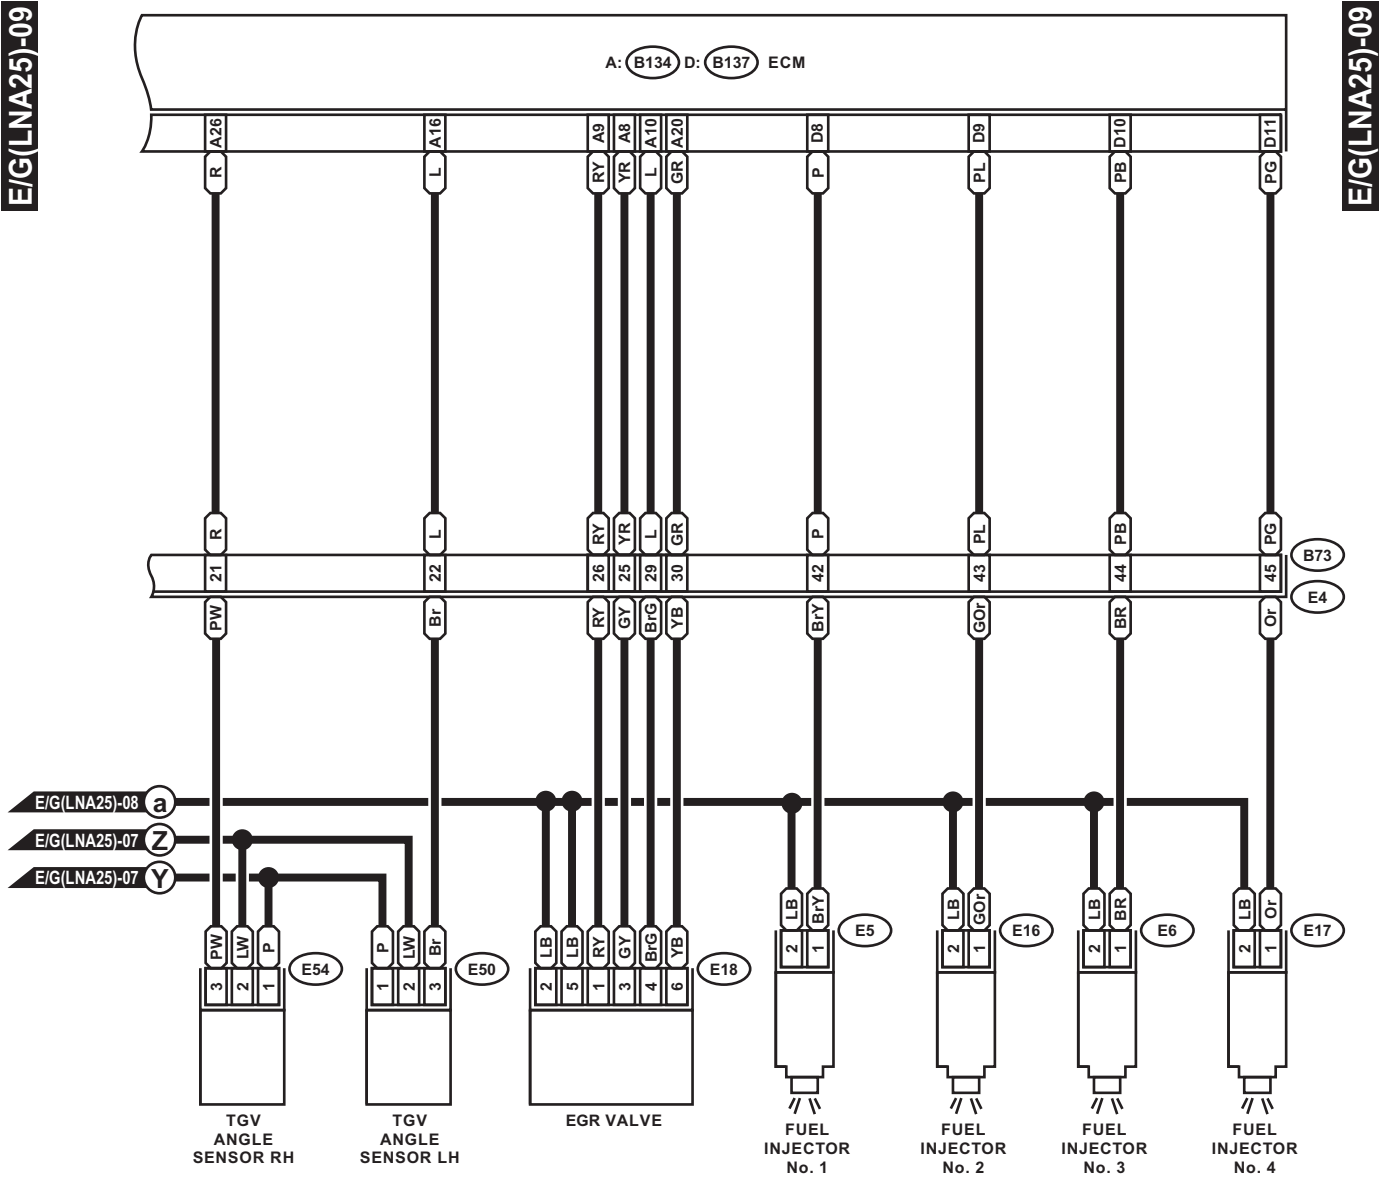 E/G(LNA25)-09
E/G(LNA25)-09
A: B134 D: B137 ECM
A26 A16 A9 A8 A10 A20 D8 D9 D10 D11
R L RY YR L GR P PL PB PG
R L RY YR L GR P PL PB PG
21 22 26 25 29 30 42 43 44 45
B73
E4
PW Br RY GY BrG YB BrY GOr BR Or
E/G(LNA25)-08 a
E/G(LNA25)-07 Z
E/G(LNA25)-07 Y
LB BrY LB GOr LB BR LB Or
2 1 E5 2 1 E16 2 1 E6 2 1 E17
PW LW P P LW Br LB LB RY GY BrG YB
3 2 1 E54 1 2 3 E50 2 5 1 3 4 6 E18
TGV
ANGLE
SENSOR RH
TGV
ANGLE
SENSOR LH
EGR VALVE
FUEL
INJECTOR
No. 1
FUEL
INJECTOR
No. 2
FUEL
INJECTOR
No. 3
FUEL
INJECTOR
No. 4